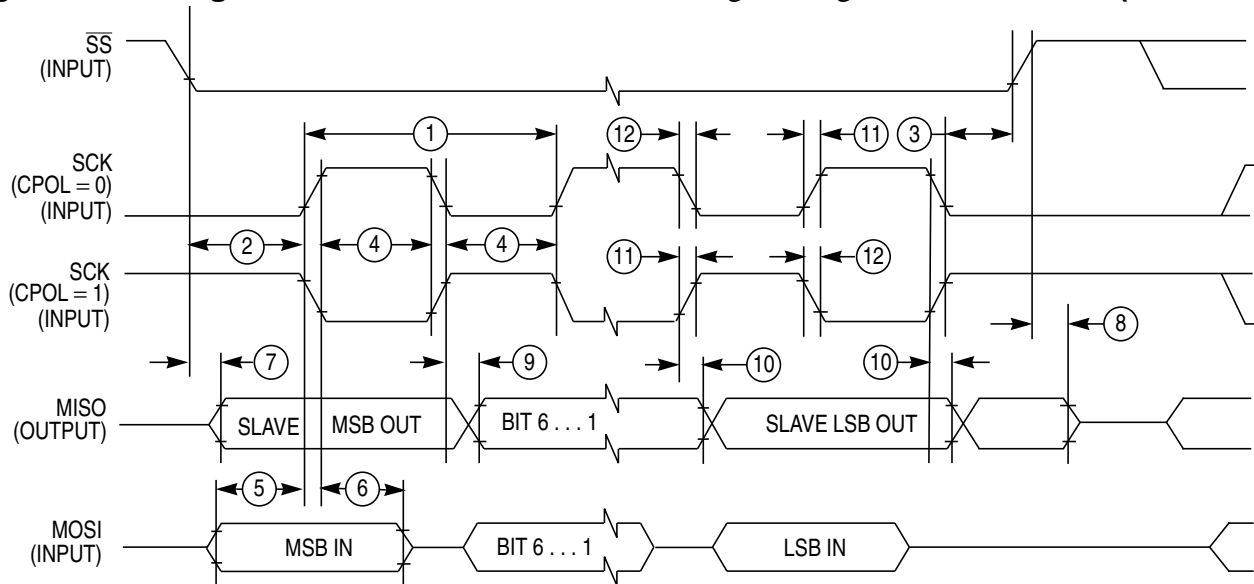 SS
(INPUT)
1
12
11
3
SCK
(CPOL = 0)
(INPUT)
2
4
4
11
12
SCK
(CPOL = 1)
(INPUT)
7
9
10
10
8
MISO
(OUTPUT)
SLAVE
MSB OUT
BIT 6 . . . 1
SLAVE LSB OUT
5
6
MOSI
(INPUT)
MSB IN
BIT 6 . . . 1
LSB IN